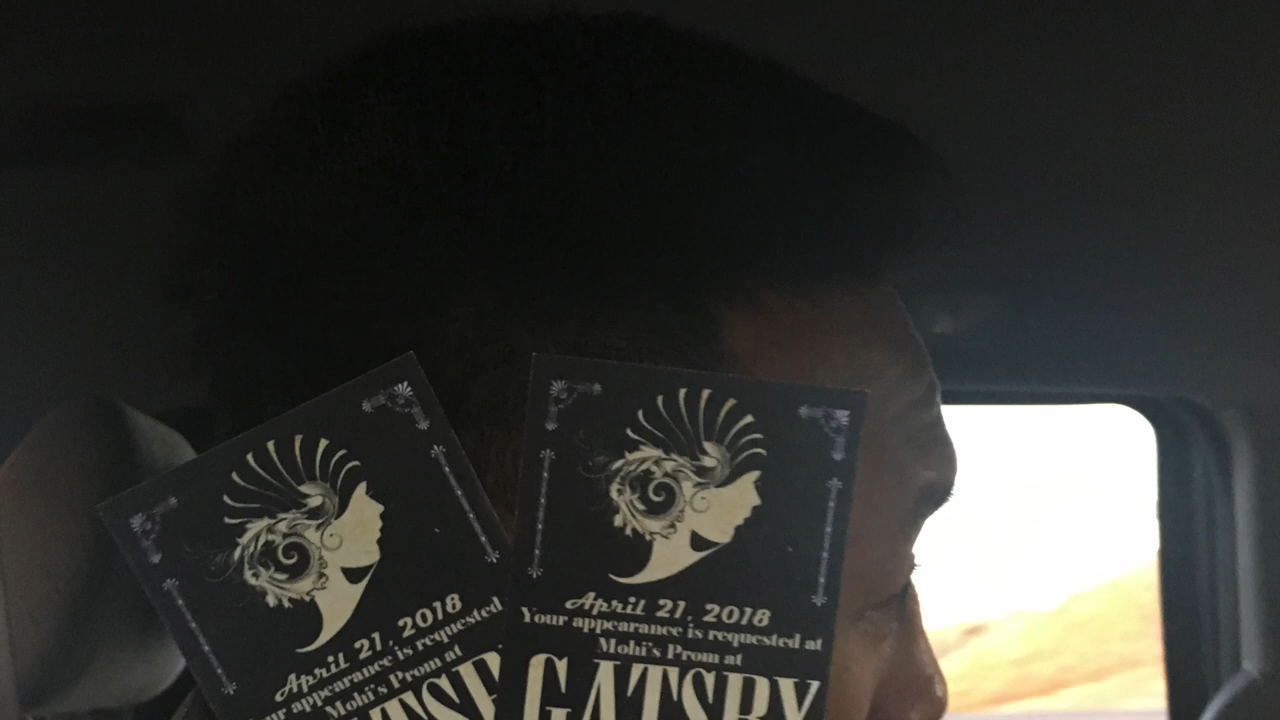 April 21, 2018
Your appearance is requested
Mohi's Prom at
April 21, 2018
Your appearance is requested at
Mohi's Prom at
GATSBY